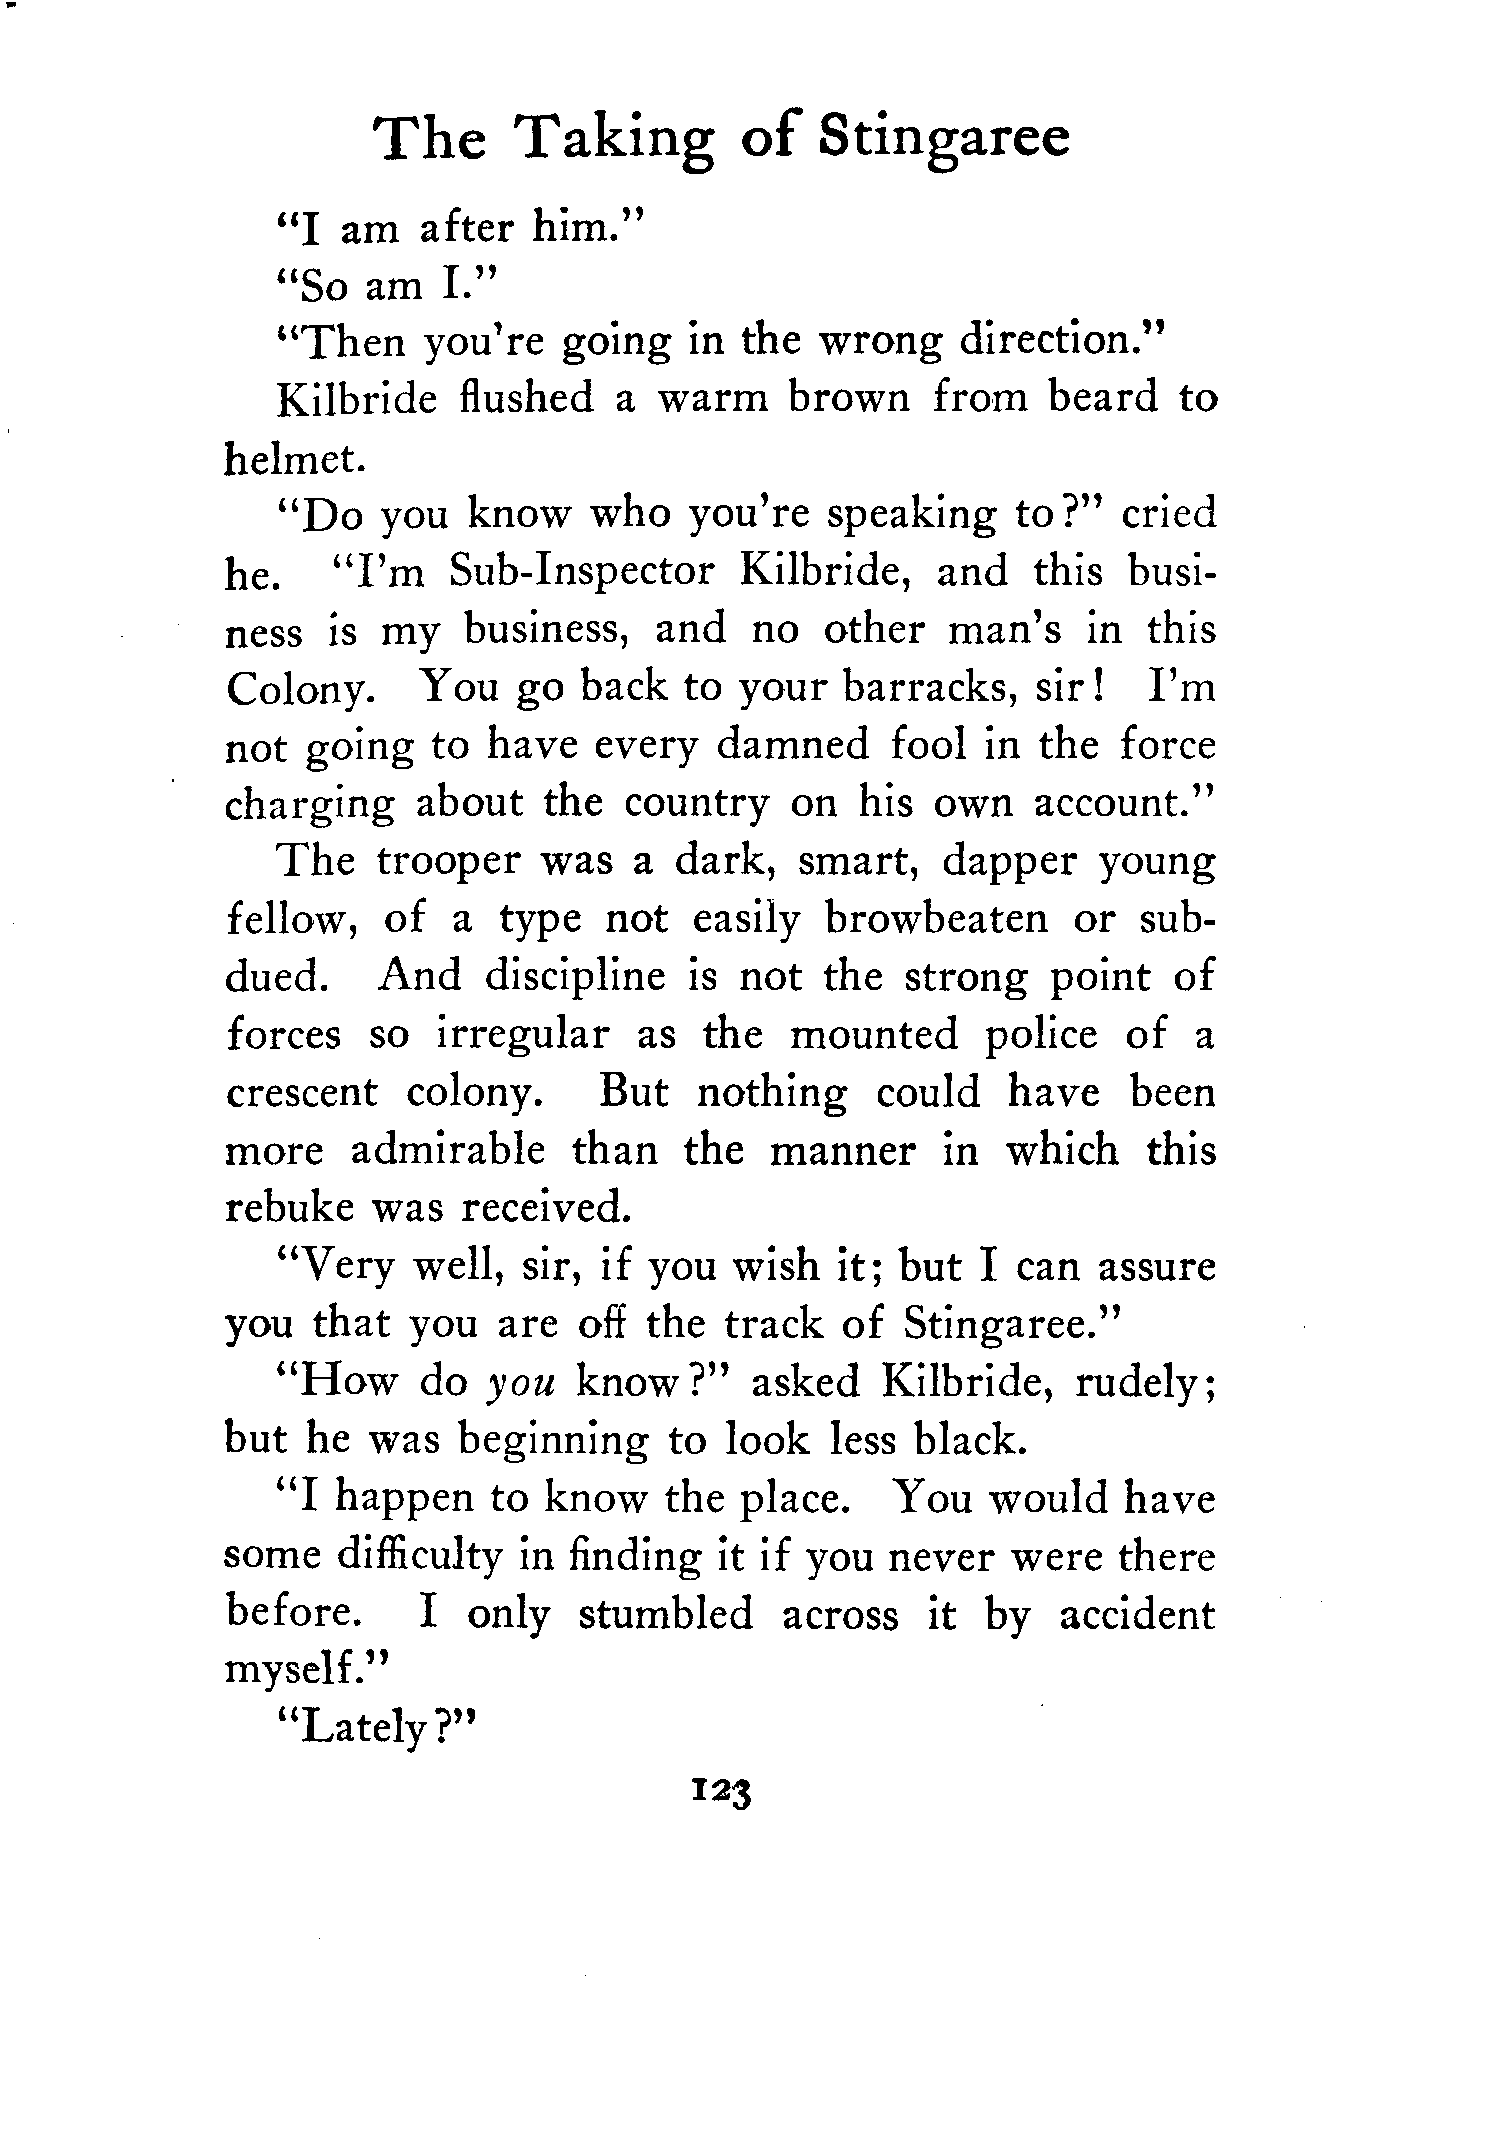 The Taking of Stingaree
“I am after him.”
“So am I.”
“Then you’re going in the wrong direction.”
Kilbride flushed a warm brown from beard to
helmet.
“Do you know who you’re speaking to?” cried
he. “I’m Sub-Inspector Kilbride, and this busi-
ness is my business, and no other man’s in this
Colony. You go back to your barracks, sir! I’m
not going to have every damned fool in the force
charging about the country on his own account.”
The trooper was a dark, smart, dapper young
fellow, of a type not easily browbeaten or sub-
dued. And discipline is not the strong point of
forces so irregular as the mounted police of a
crescent colony. But nothing could have been
more admirable than the manner in which this
rebuke was received.
“Very well, sir, if you wish it; but I can assure
you that you are off the track of Stingaree.”
“How do you know?” asked Kilbride, rudely;
but he was beginning to look less black.
“I happen to know the place. You would have
some difficulty in finding it if you never were there
before. I only stumbled across it by accident
myself.”
“Lately?”
123